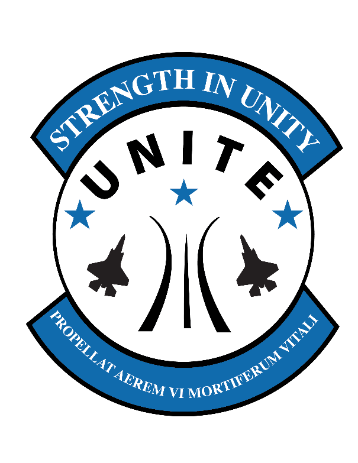 STRENGTH IN UNITY
UNITE
PROPELLAT AEREM VI MORTIFERUM VITALI